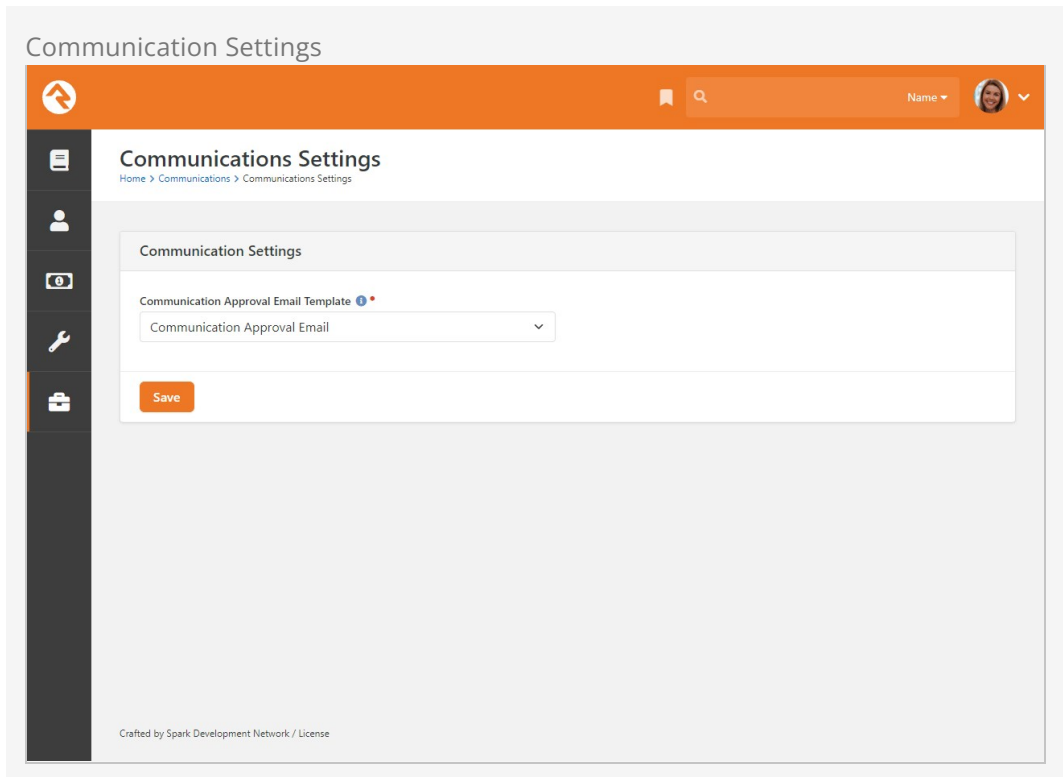 Communication Settings
Name
Communications Settings
Home > Communications > Communications Settings
Communication Settings
Communication Approval Email Template
Communication Approval Email
Save
Crafted by Spark Development Network / License